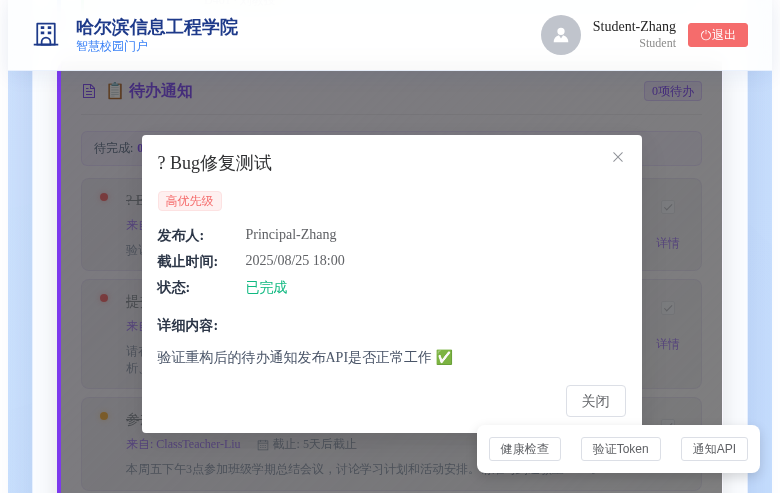 哈尔滨信息工程学院
智慧校园门户
Student-Zhang
Student
退出
📋 待办通知
0项待办
待完成:
? Bug修复测试
高优先级
发布人: Principal-Zhang
截止时间: 2025/08/25 18:00
状态: 已完成
详细内容:
验证重构后的待办通知发布API是否正常工作 ✅
关闭
详情
详情
来自: ClassTeacher-Liu 截止: 5天后截止
本周五下午3点参加班级学期总结会议，讨论学习计划和活动安排。
健康检查
验证Token
通知API